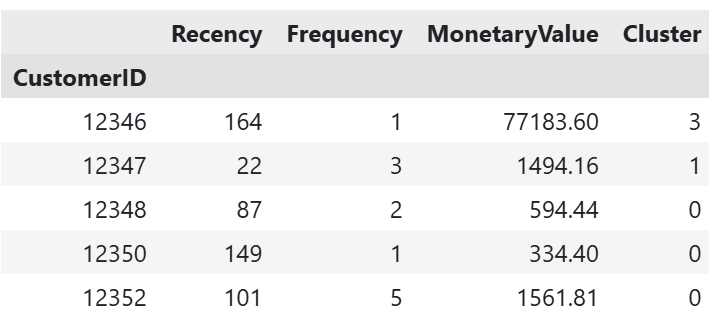 Recency Frequency MonetaryValue Cluster
CustomerID
12346 164 1 77183.60 3
12347 22 3 1494.16 1
12348 87 2 594.44 0
12350 149 1 334.40 0
12352 101 5 1561.81 0